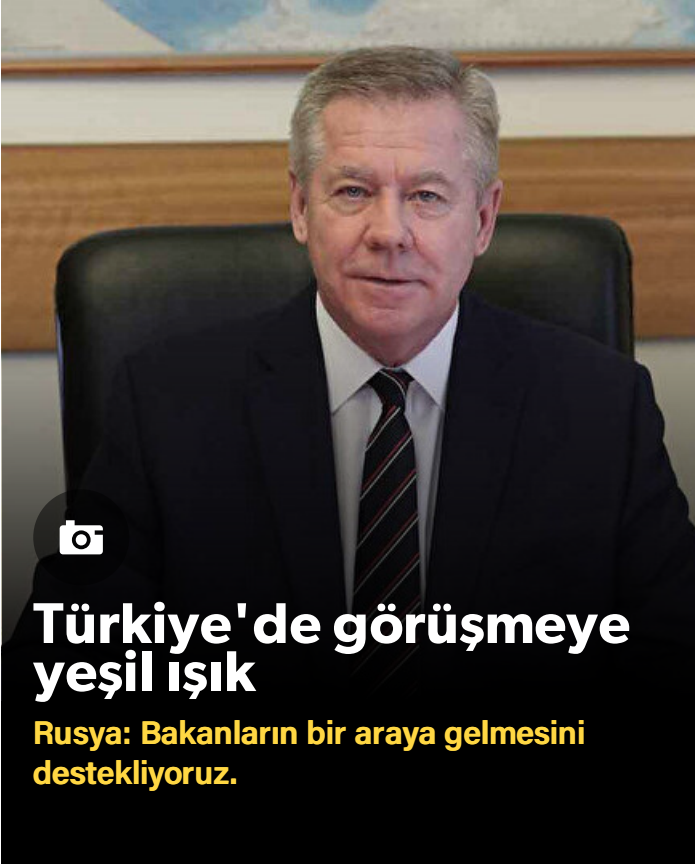 Türkiye'de görüşmeye
yeşil ışık
Rusya: Bakanların bir araya gelmesini
destekliyoruz.